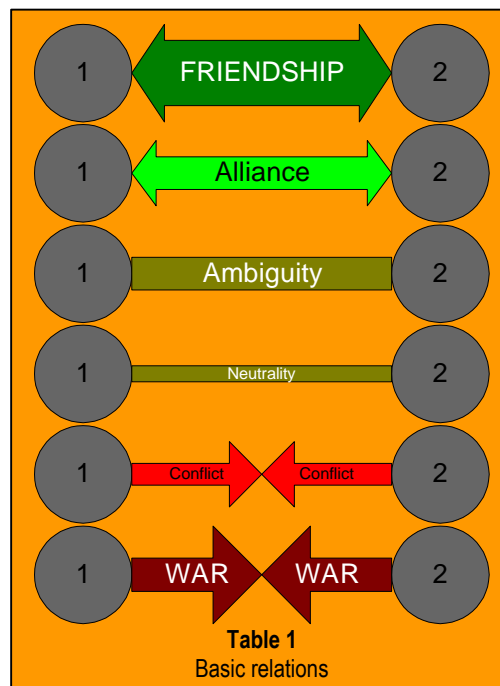 1 FRIENDSHIP 2
1 Alliance 2
1 Ambiguity 2
1 Neutrality 2
1 Conflict Conflict 2
1 WAR WAR 2
Table 1
Basic relations